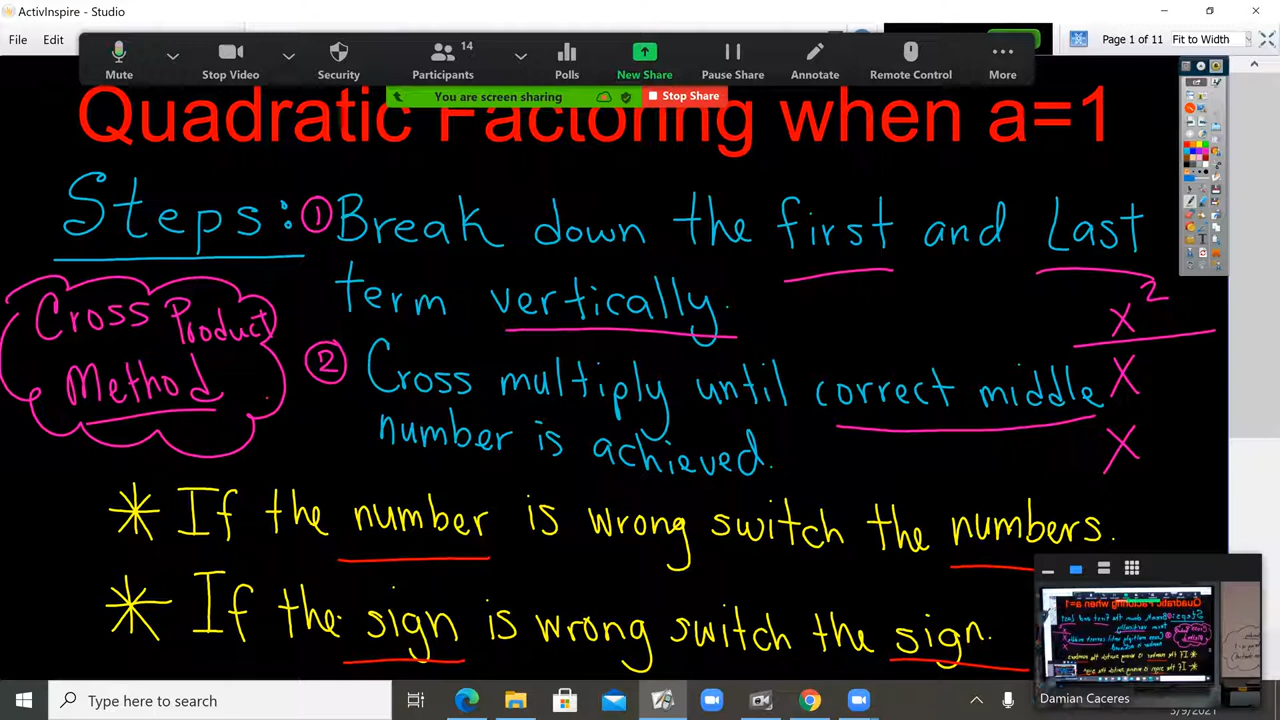 ActivInspire - Studio
File Edit
Mute Stop Video Security Participants 14 Polls New Share Pause Share Annotate Remote Control More
Page 1 of 11 Fit to Width
You are screen sharing Stop Share
Quadratic Factoring when a=1
Steps: ① Break down the first and Last
term vertically.
x²
Cross Product
Method
② Cross multiply until correct middle
x
number is achieved.
x
* If the number is wrong switch the numbers.
* If the sign is wrong switch the sign.
Damian Caceres
Type here to search